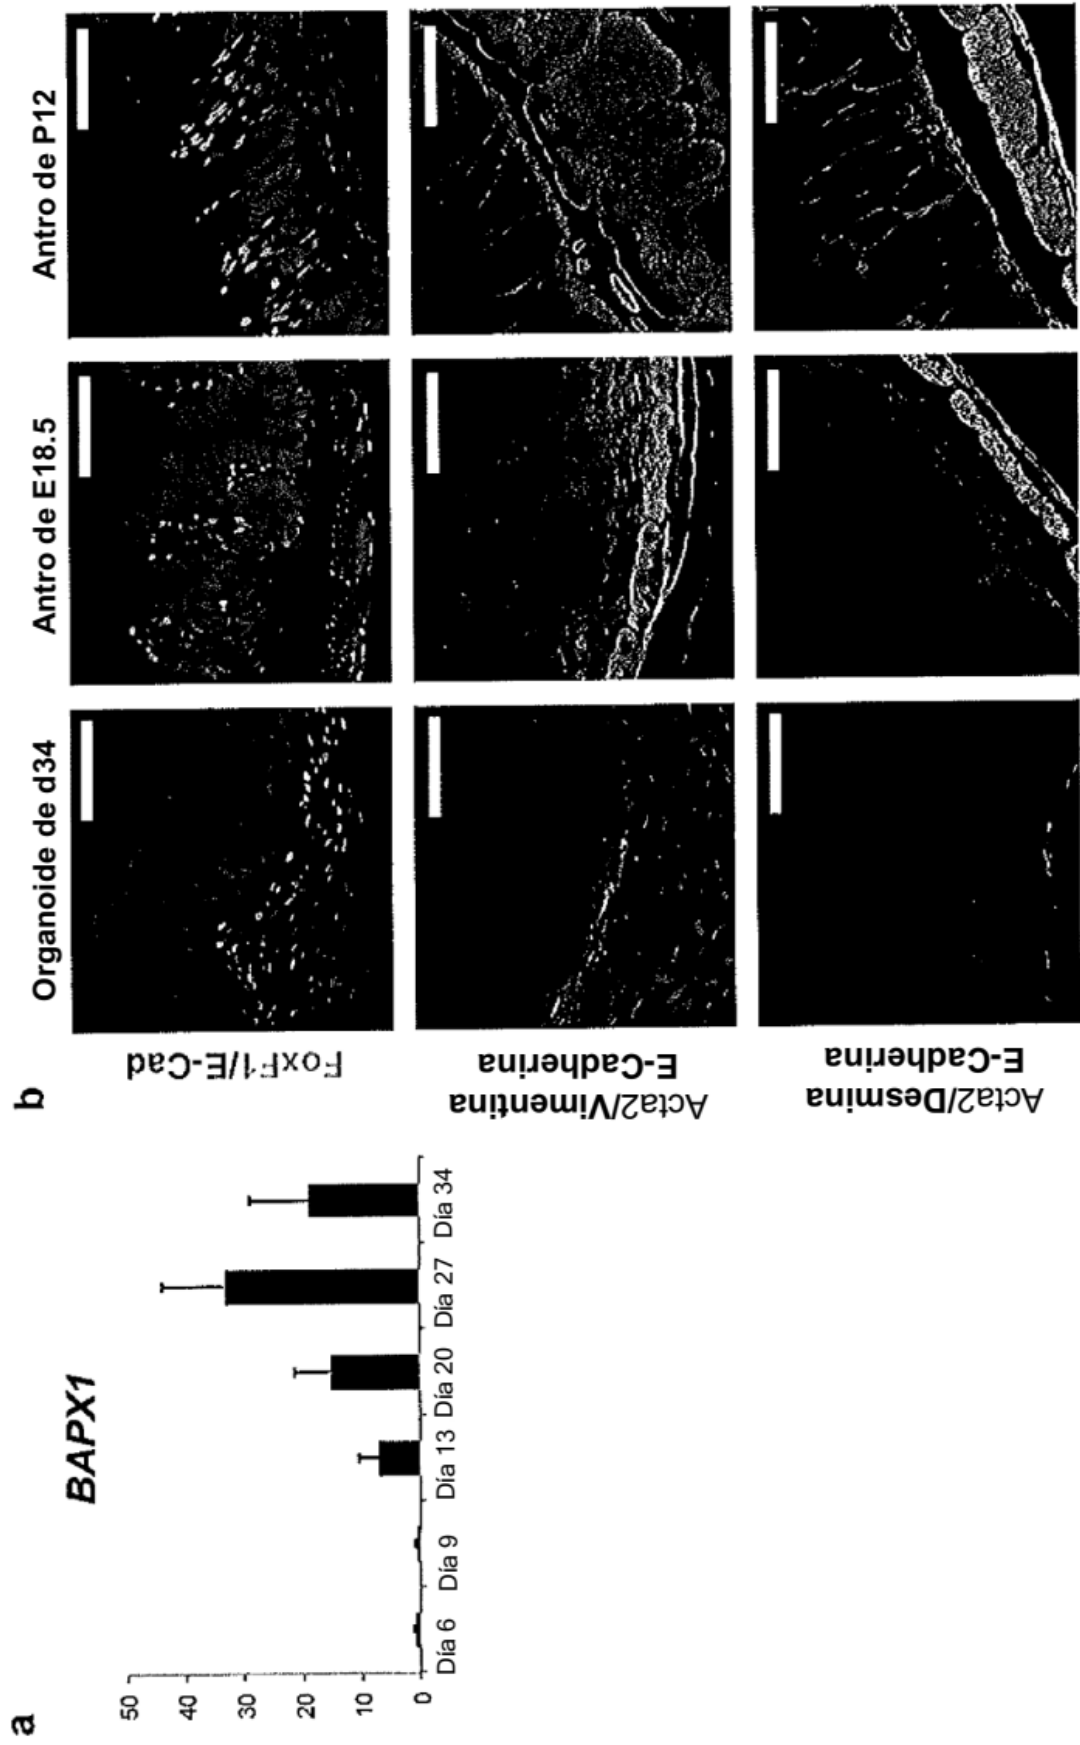 a
BAPX1
50
40
30
20
10
0
Día 6
Día 9
Día 13
Día 20
Día 27
Día 34
b
Organoide de d34
Antro de E18.5
Antro de P12
FoxF1/E-Cad
Acta2/Vimentina
E-Cadherina
Acta2/Desmina
E-Cadherina